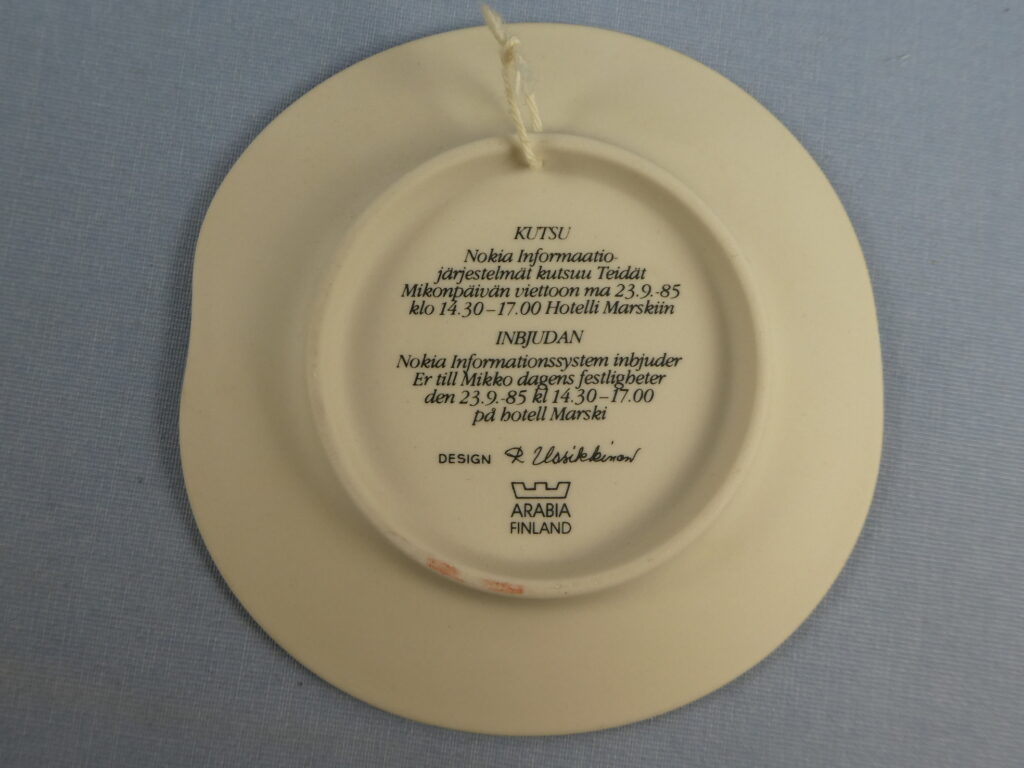 KUTSU
Nokia Informaatio-
järjestelmät kutsuu Teidät
Mikonpäivän viettoon ma 23.9.-85
klo 14.30–17.00 Hotelli Marskiin
INBJUDAN
Nokia Informationssystem inbjuder
Er till Mikko dagens festligheter
den 23.9.-85 kl 14.30–17.00
på hotell Marski
DESIGN R Uosikkinen
ARABIA
FINLAND